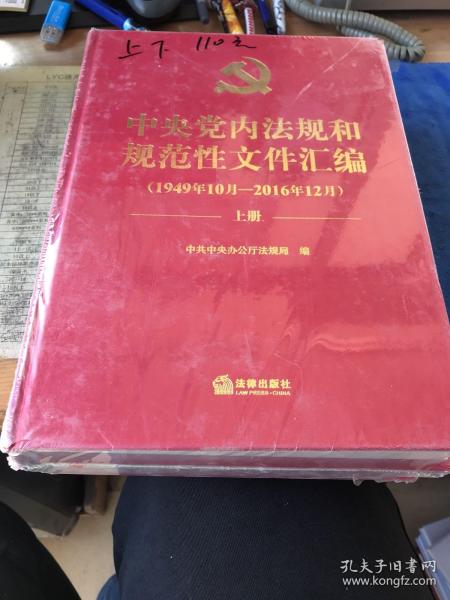 LYC
上下 110元
中央党内法规和
规范性文件汇编
（1949年10月—2016年12月）
上册
中共中央办公厅法规局 编
法律出版社
LAW PRESS·CHINA
孔夫子旧书网
www.kongfz.com